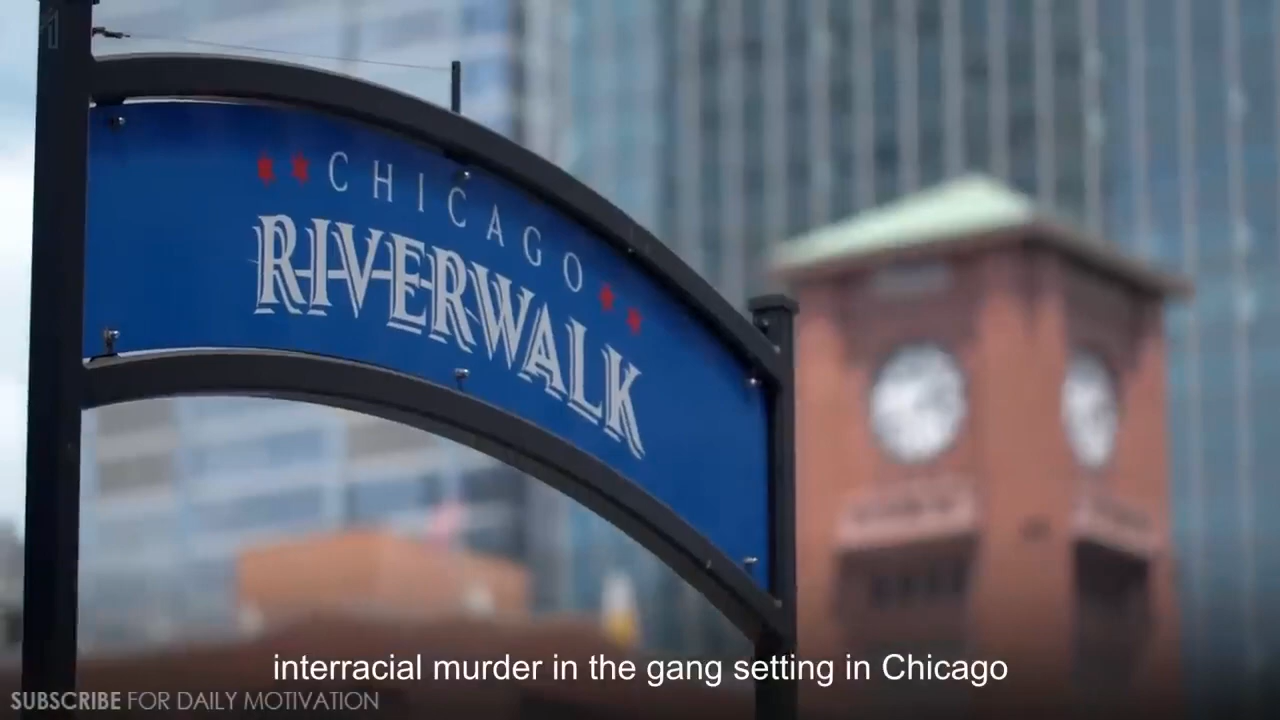 CHICAGO
RIVERWALK
interracial murder in the gang setting in Chicago
SUBSCRIBE FOR DAILY MOTIVATION